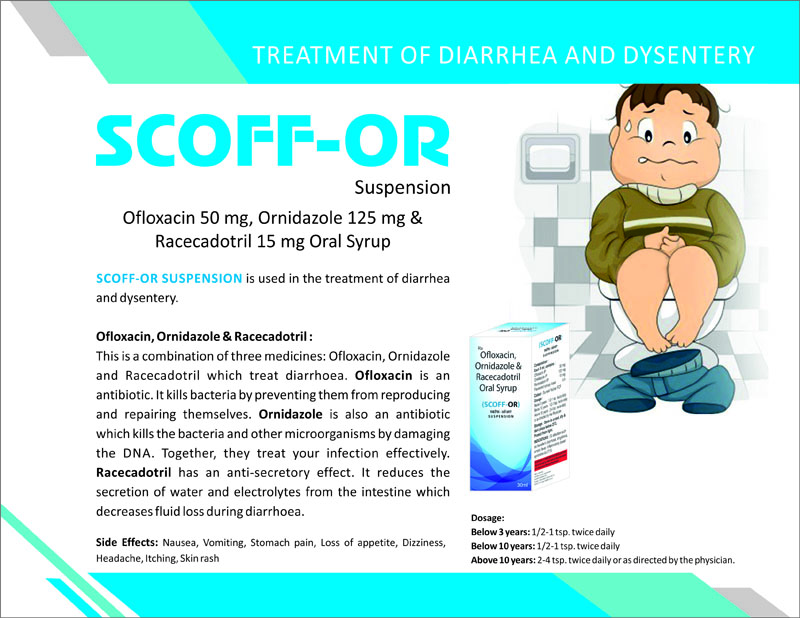 TREATMENT OF DIARRHEA AND DYSENTERY
SCOFF-OR
Suspension
Ofloxacin 50 mg, Ornidazole 125 mg &
Racecadotril 15 mg Oral Syrup
SCOFF-OR SUSPENSION is used in the treatment of diarrhea
and dysentery.
Ofloxacin, Ornidazole & Racecadotril :
This is a combination of three medicines: Ofloxacin, Ornidazole
and Racecadotril which treat diarrhoea. Ofloxacin is an
antibiotic. It kills bacteria by preventing them from reproducing
and repairing themselves. Ornidazole is also an antibiotic
which kills the bacteria and other microorganisms by damaging
the DNA. Together, they treat your infection effectively.
Racecadotril has an anti-secretory effect. It reduces the
secretion of water and electrolytes from the intestine which
decreases fluid loss during diarrhoea.
Side Effects: Nausea, Vomiting, Stomach pain, Loss of appetite, Dizziness,
Headache, Itching, Skin rash
Rx
Ofloxacin,
Ornidazole &
Racecadotril
Oral Syrup
(SCOFF-OR)
SUSPENSION
30ml
(SCOFF-OR
SUSPENSION
Dosage:
Below 3 years: 1/2-1 tsp. twice daily
Below 10 years: 1/2-1 tsp. twice daily
Above 10 years: 2-4 tsp. twice daily or as directed by the physician.